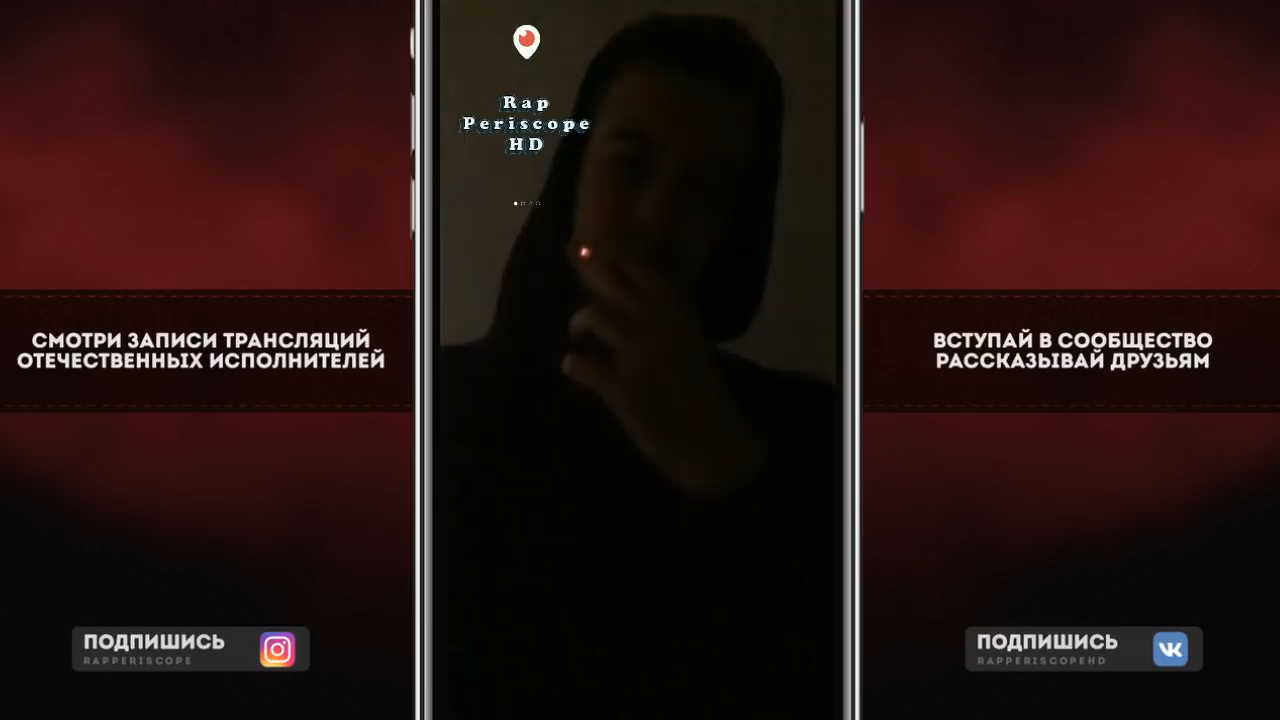 Rap
Periscope
HD
СМОТРИ ЗАПИСИ ТРАНСЛЯЦИЙ
ОТЕЧЕСТВЕННЫХ ИСПОЛНИТЕЛЕЙ
ВСТУПАЙ В СООБЩЕСТВО
РАССКАЗЫВАЙ ДРУЗЬЯМ
ПОДПИШИСЬ
RAPPERISCOPE
ПОДПИШИСЬ
RAPPERISCOPEHD